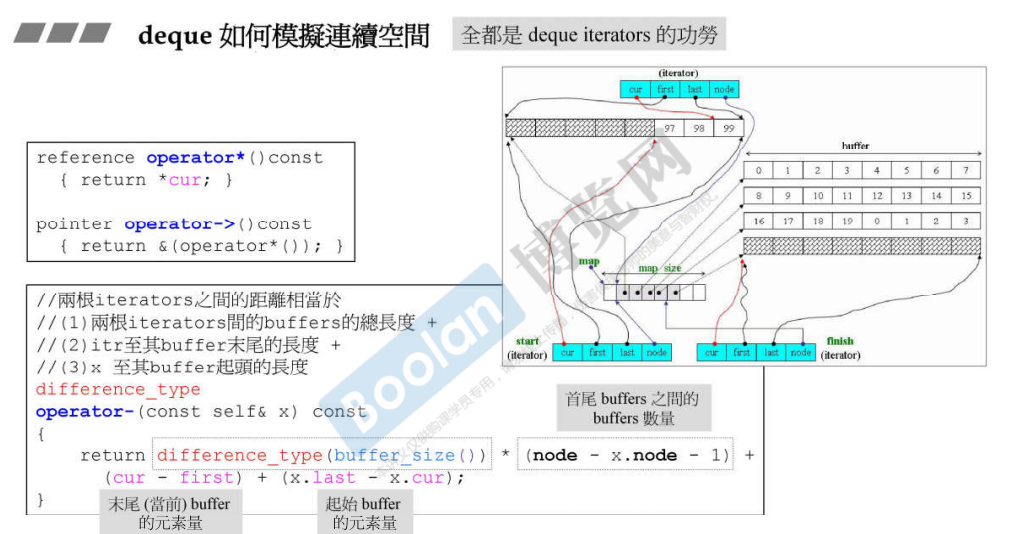 deque 如何模擬連續空間
全都是 deque iterators 的功勞
reference operator*()const
{ return *cur; }
pointer operator->()const
{ return &(operator*()); }
//兩根iterators之間的距離相當於
//(1)兩根iterators間的buffers的總長度 +
//(2)itr至其buffer末尾的長度 +
//(3)x 至其buffer起頭的長度
difference_type
operator-(const self& x) const
{
return difference_type(buffer_size()) * (node - x.node - 1) +
(cur - first) + (x.last - x.cur);
}
末尾 (當前) buffer
的元素量
起始 buffer
的元素量
首尾 buffers 之間的
buffers 數量
(iterator)
cur first last node
97 98 99
buffer
0 1 2 3 4 5 6 7
8 9 10 11 12 13 14 15
16 17 18 19 0 1 2 3
map
map size
start
(iterator)
cur first last node
cur first last node
finish
(iterator)
Boolan 博览网